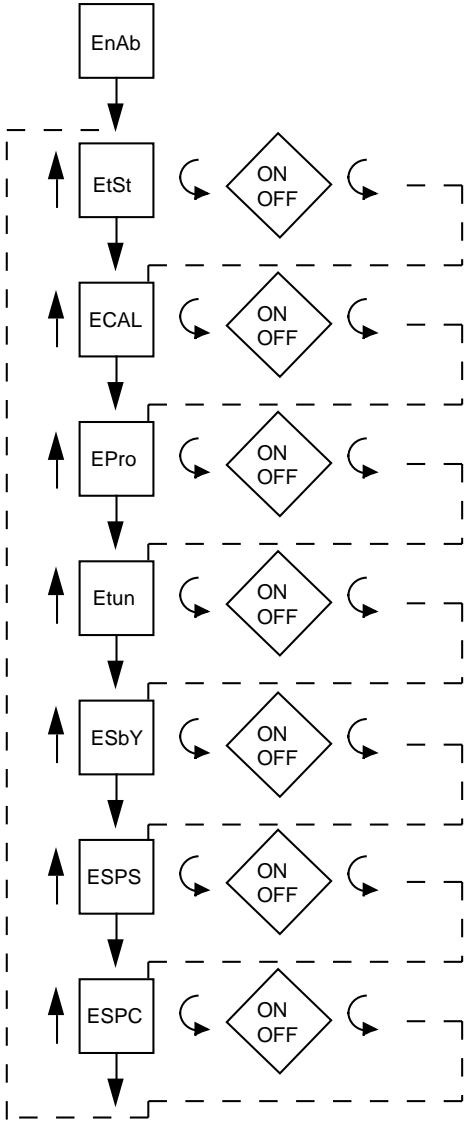 EnAb
EtSt
ON
OFF
ECAL
ON
OFF
EPro
ON
OFF
Etun
ON
OFF
ESbY
ON
OFF
ESPS
ON
OFF
ESPC
ON
OFF